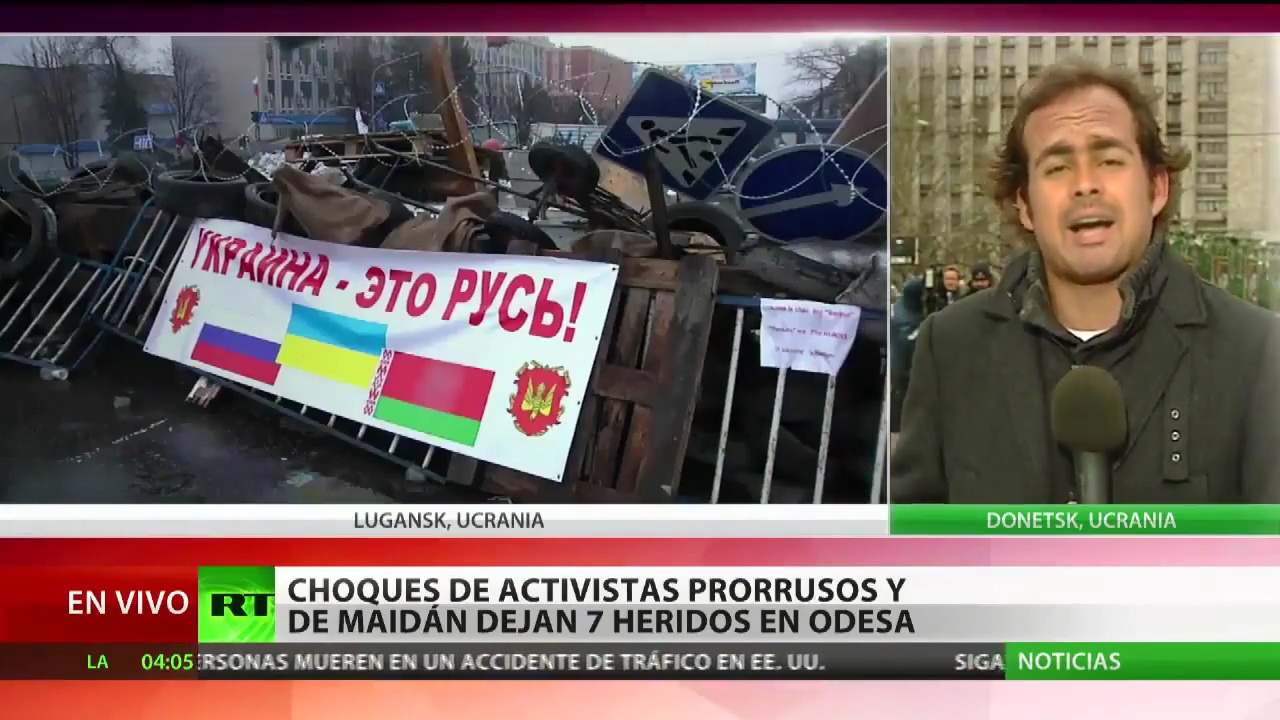 УКРАИНА - ЭТО РУСЬ!
LUGANSK, UCRANIA
DONETSK, UCRANIA
EN VIVO
RT
CHOQUES DE ACTIVISTAS PRORRUSOS Y
DE MAIDÁN DEJAN 7 HERIDOS EN ODESA
LA 04:05
ERSONAS MUEREN EN UN ACCIDENTE DE TRÁFICO EN EE. UU. SIGA
NOTICIAS